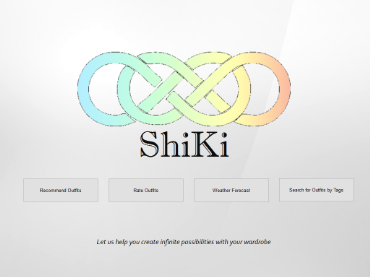 ShiKi
Recommend Outfits
Rate Outfits
Weather Forecast
Search for Outfits by Tags
Let us help you create infinite possibilities with your wardrobe